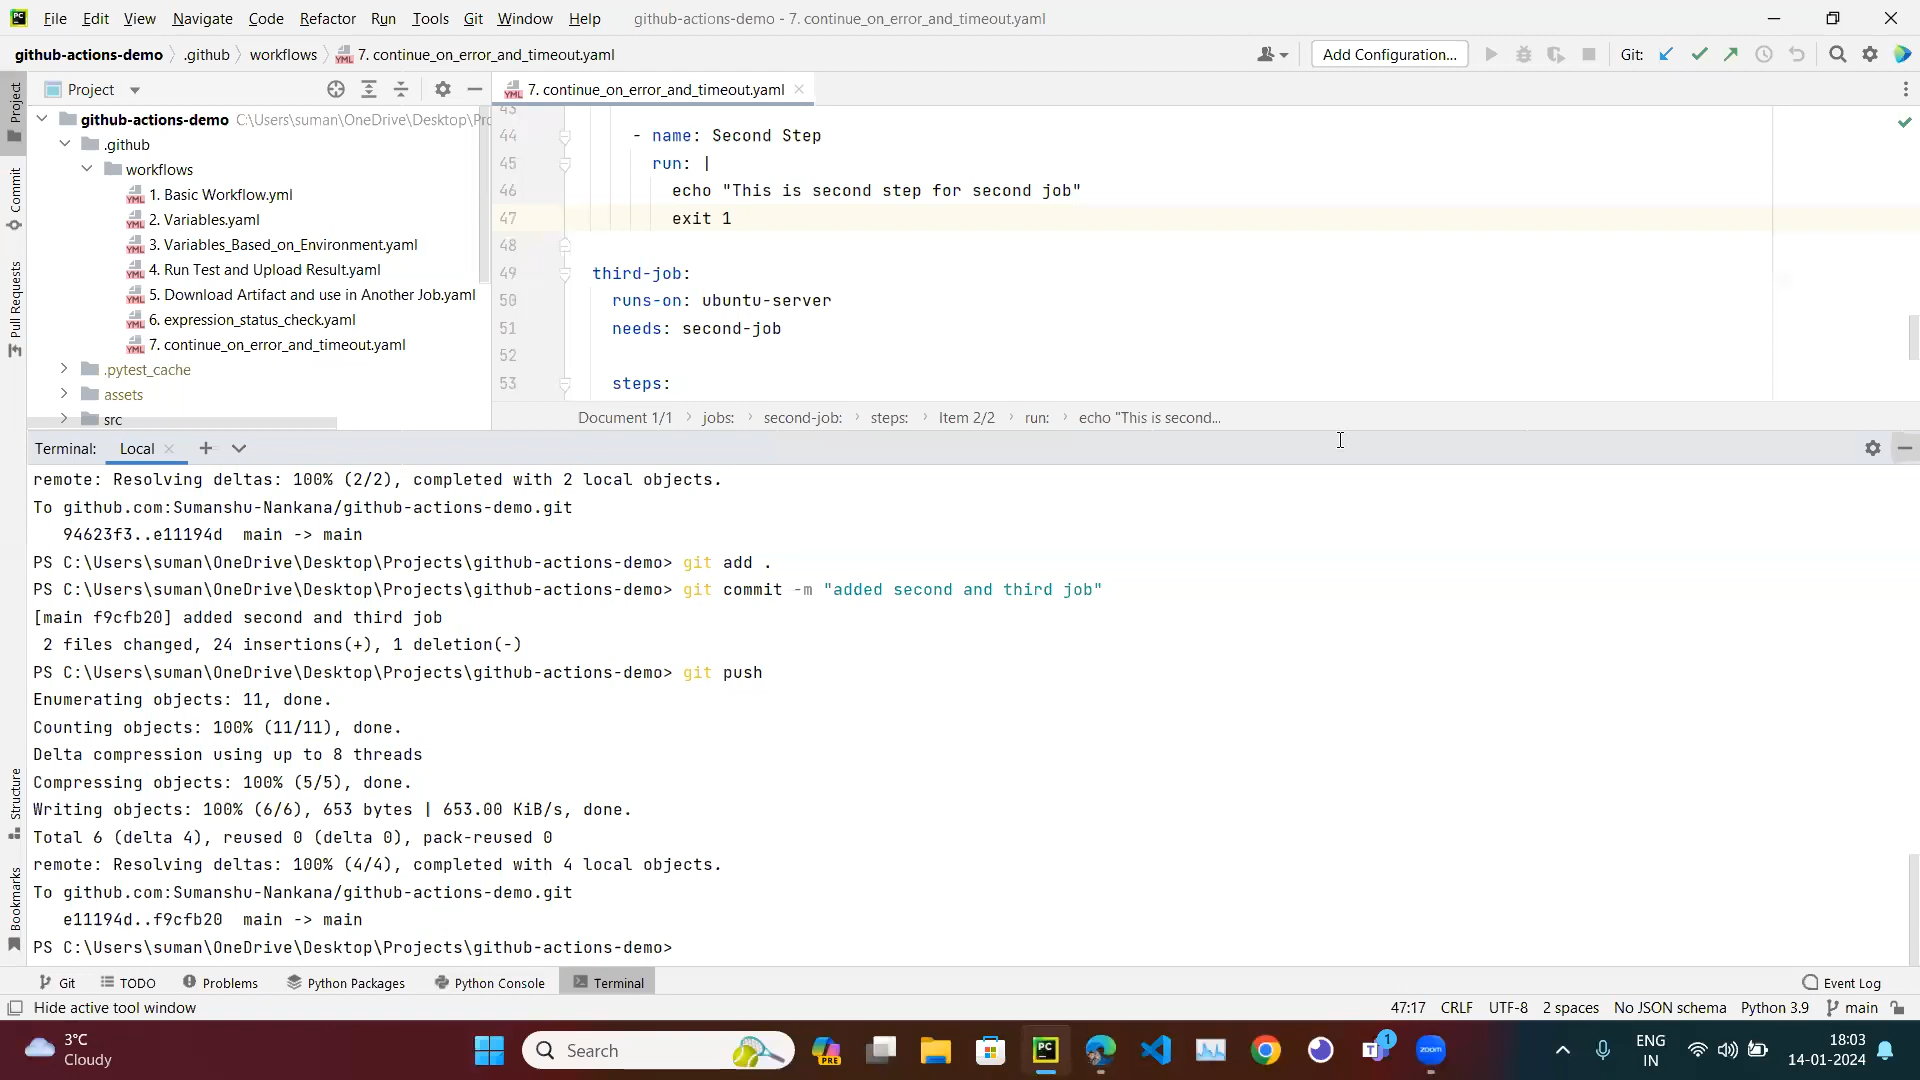 File Edit View Navigate Code Refactor Run Tools Git Window Help github-actions-demo - 7. continue_on_error_and_timeout.yaml
github-actions-demo .github workflows 7. continue_on_error_and_timeout.yaml Add Configuration... Git:
Project
7. continue_on_error_and_timeout.yaml
github-actions-demo C:\Users\suman\OneDrive\Desktop\Pro
.github
workflows
1. Basic Workflow.yml
2. Variables.yaml
3. Variables_Based_on_Environment.yaml
4. Run Test and Upload Result.yaml
5. Download Artifact and use in Another Job.yaml
6. expression_status_check.yaml
7. continue_on_error_and_timeout.yaml
.pytest_cache
assets
src
43
44 - name: Second Step
45 run: |
46 echo "This is second step for second job"
47 exit 1
48
49 third-job:
50 runs-on: ubuntu-server
51 needs: second-job
52
53 steps:
Document 1/1 jobs: second-job: steps: Item 2/2 run: echo "This is second...
Project
Commit
Pull Requests
Structure
Bookmarks
Terminal: Local
remote: Resolving deltas: 100% (2/2), completed with 2 local objects.
To github.com:Sumanshu-Nankana/github-actions-demo.git
94623f3..e11194d main -> main
PS C:\Users\suman\OneDrive\Desktop\Projects\github-actions-demo> git add .
PS C:\Users\suman\OneDrive\Desktop\Projects\github-actions-demo> git commit -m "added second and third job"
[main f9cfb20] added second and third job
2 files changed, 24 insertions(+), 1 deletion(-)
PS C:\Users\suman\OneDrive\Desktop\Projects\github-actions-demo> git push
Enumerating objects: 11, done.
Counting objects: 100% (11/11), done.
Delta compression using up to 8 threads
Compressing objects: 100% (5/5), done.
Writing objects: 100% (6/6), 653 bytes | 653.00 KiB/s, done.
Total 6 (delta 4), reused 0 (delta 0), pack-reused 0
remote: Resolving deltas: 100% (4/4), completed with 4 local objects.
To github.com:Sumanshu-Nankana/github-actions-demo.git
e11194d..f9cfb20 main -> main
PS C:\Users\suman\OneDrive\Desktop\Projects\github-actions-demo>
Git TODO Problems Python Packages Python Console Terminal Event Log
Hide active tool window 47:17 CRLF UTF-8 2 spaces No JSON schema Python 3.9 main
3°C
Cloudy
Search
PRE
PC
1
zoom
ENG
IN
18:03
14-01-2024